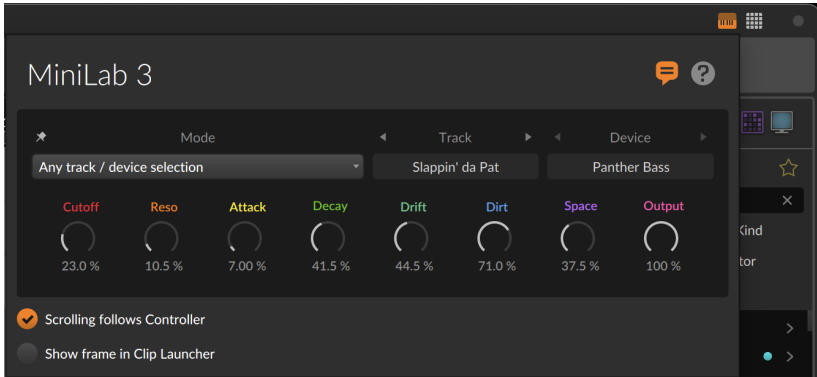 MiniLab 3
Mode Track Device
Any track / device selection Slappin' da Pat Panther Bass
Cutoff Reso Attack Decay Drift Dirt Space Output
23.0 % 10.5 % 7.00 % 41.5 % 44.5 % 71.0 % 37.5 % 100 %
Scrolling follows Controller
Show frame in Clip Launcher
Kind
tor